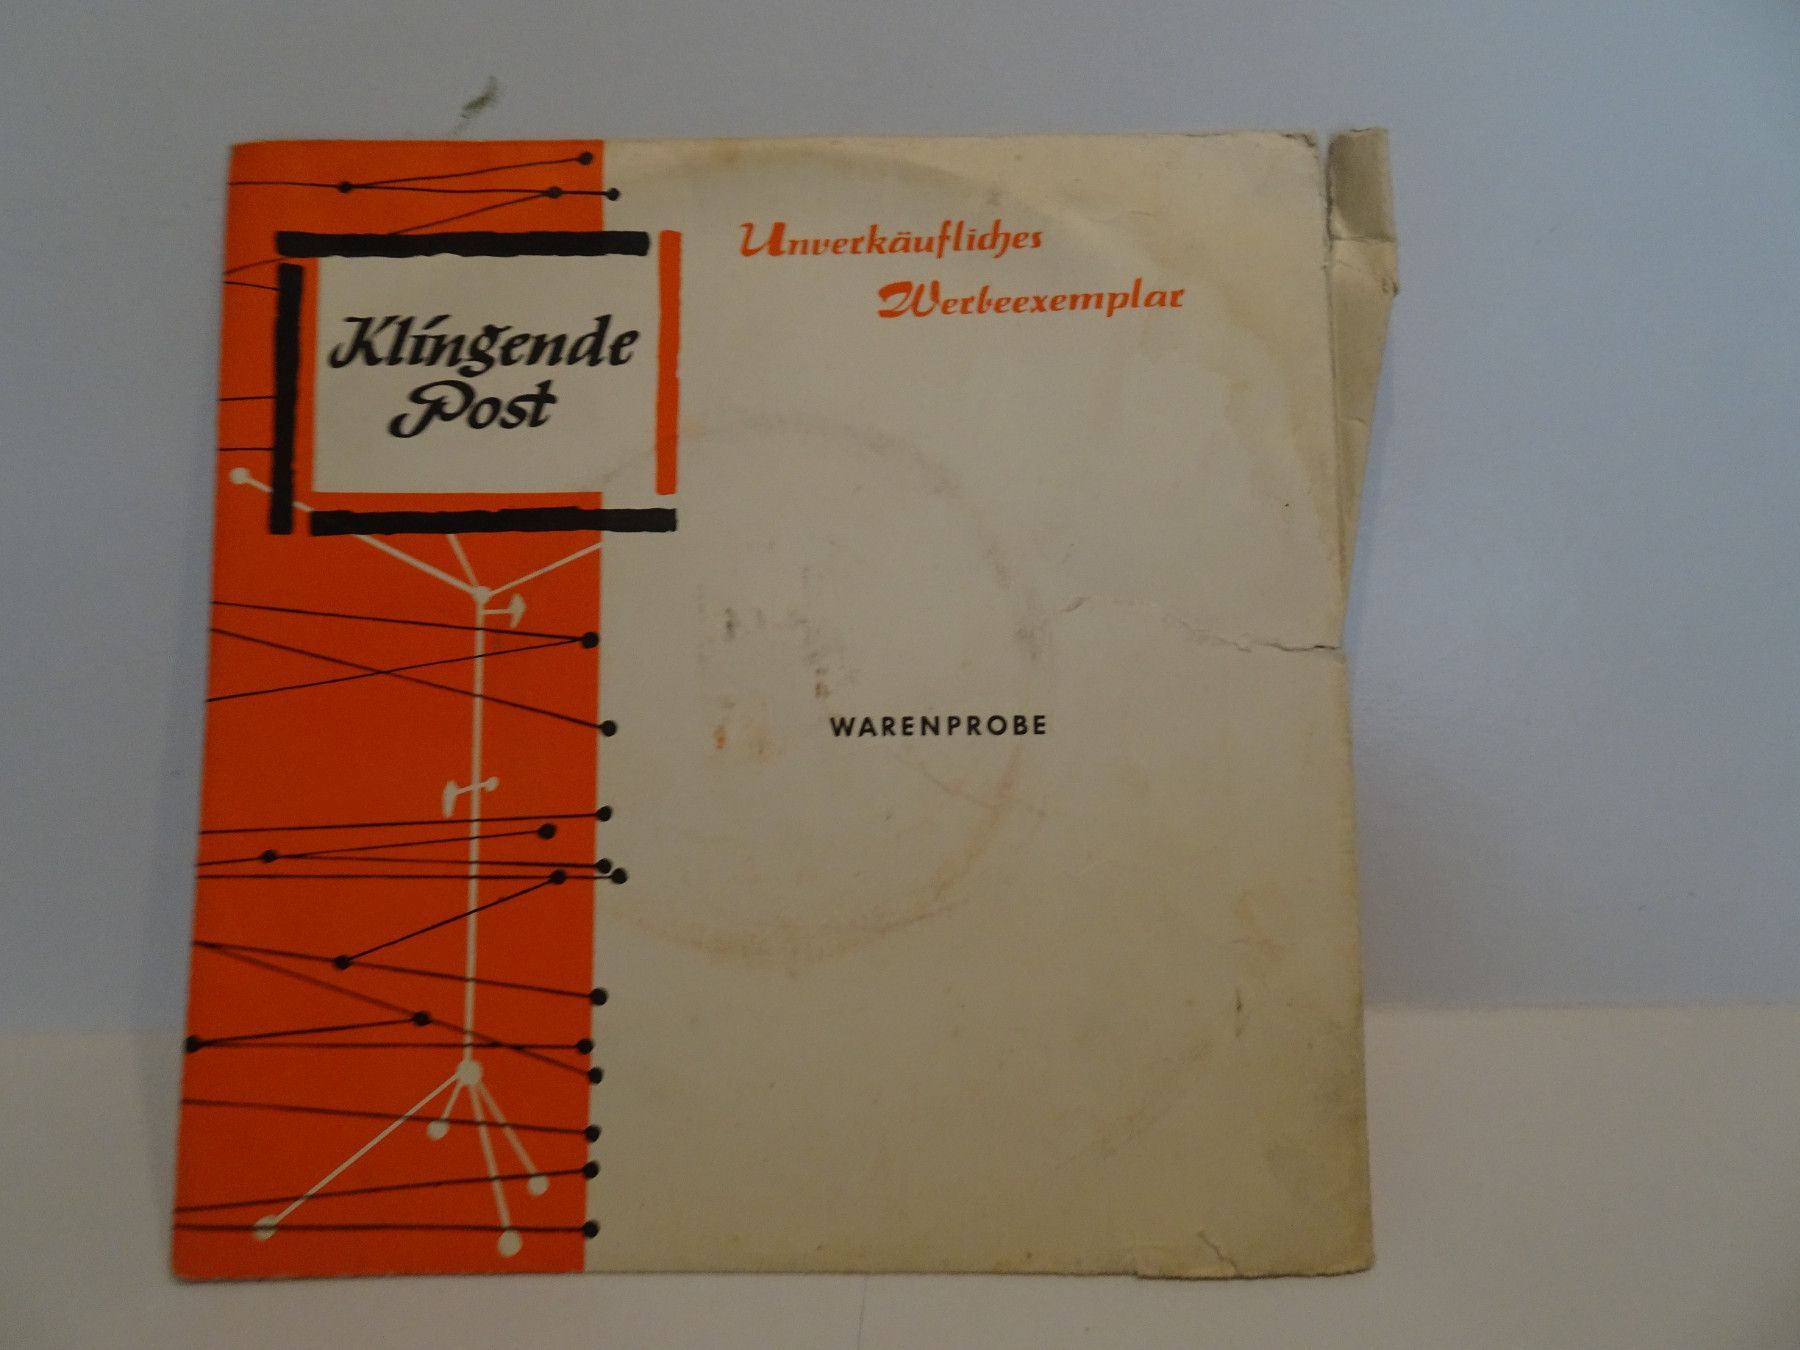 Klingende
Post
Unverkäufliches
Werbeexemplar
WARENPROBE